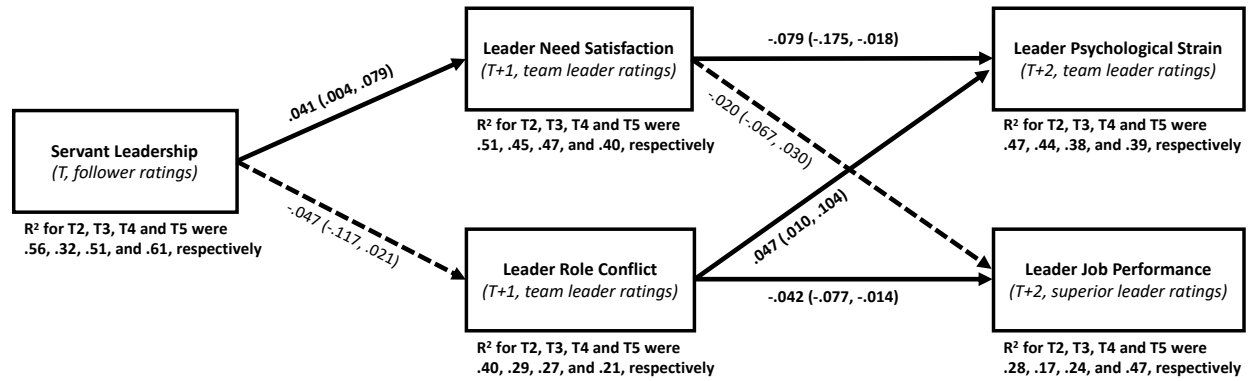 Servant Leadership
(T, follower ratings)
R² for T2, T3, T4 and T5 were
.56, .32, .51, and .61, respectively
.041 (.004, .079)
-.047 (-.117, .021)
Leader Need Satisfaction
(T+1, team leader ratings)
R² for T2, T3, T4 and T5 were
.51, .45, .47, and .40, respectively
Leader Role Conflict
(T+1, team leader ratings)
R² for T2, T3, T4 and T5 were
.40, .29, .27, and .21, respectively
-.079 (-.175, -.018)
-.020 (-.067, .030)
.047 (.010, .104)
-.042 (-.077, -.014)
Leader Psychological Strain
(T+2, team leader ratings)
R² for T2, T3, T4 and T5 were
.47, .44, .38, and .39, respectively
Leader Job Performance
(T+2, superior leader ratings)
R² for T2, T3, T4 and T5 were
.28, .17, .24, and .47, respectively